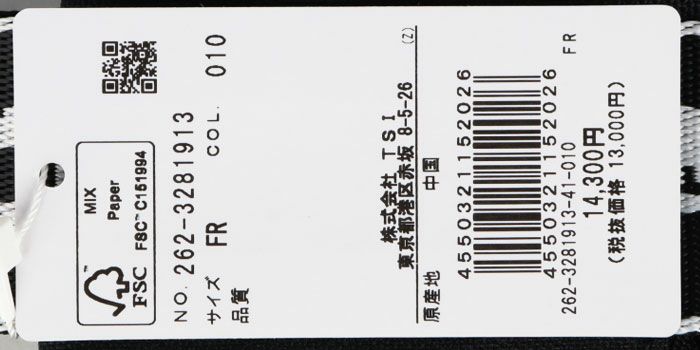 MIX
Paper
FSC™ C151994
FSC
NO. 262-3281913
サイズ FR COL. 010
品質
株式会社 TSI
東京都港区赤坂 8-5-26
(Z)
原産地 中国
4550321152026
4550321152026
262-3281913-41-010 FR
14,300円
(税抜価格 13,000円)